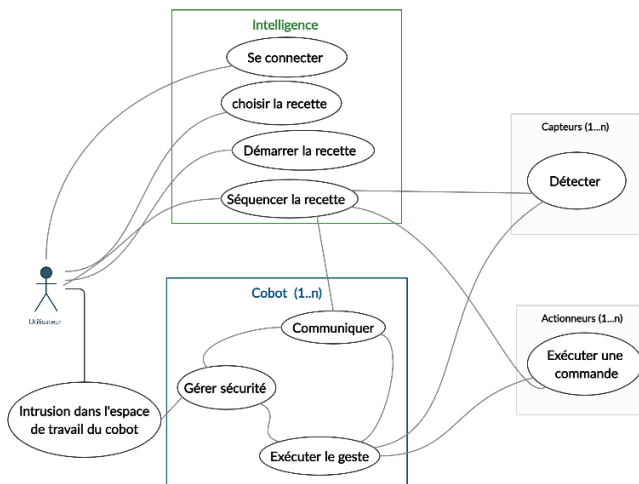 Intelligence
Se connecter
choisir la recette
Démarrer la recette
Séquencer la recette
Capteurs (1...n)
Détecter
Utilisateur
Cobot (1..n)
Communiquer
Gérer sécurité
Exécuter le geste
Actionneurs (1...n)
Exécuter une
commande
Intrusion dans l'espace
de travail du cobot